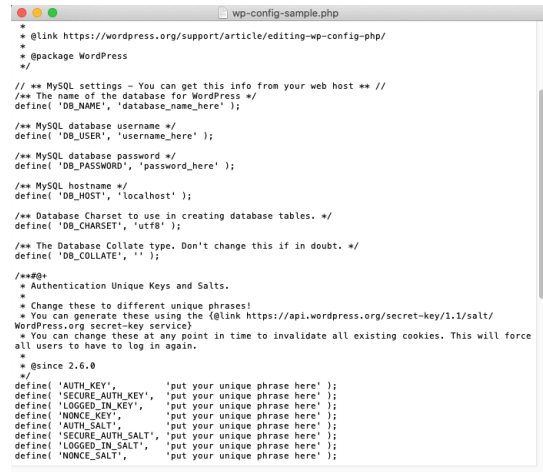 wp-config-sample.php
*
* @link https://wordpress.org/support/article/editing-wp-config-php/
*
* @package WordPress
*/
// ** MySQL settings - You can get this info from your web host ** //
/** The name of the database for WordPress */
define( 'DB_NAME', 'database_name_here' );
/** MySQL database username */
define( 'DB_USER', 'username_here' );
/** MySQL database password */
define( 'DB_PASSWORD', 'password_here' );
/** MySQL hostname */
define( 'DB_HOST', 'localhost' );
/** Database Charset to use in creating database tables. */
define( 'DB_CHARSET', 'utf8' );
/** The Database Collate type. Don't change this if in doubt. */
define( 'DB_COLLATE', '' );
/**#@+
* Authentication Unique Keys and Salts.
*
* Change these to different unique phrases!
* You can generate these using the {@link https://api.wordpress.org/secret-key/1.1/salt/
WordPress.org secret-key service}
* You can change these at any point in time to invalidate all existing cookies. This will force
all users to have to log in again.
*
* @since 2.6.0
*/
define( 'AUTH_KEY', 'put your unique phrase here' );
define( 'SECURE_AUTH_KEY', 'put your unique phrase here' );
define( 'LOGGED_IN_KEY', 'put your unique phrase here' );
define( 'NONCE_KEY', 'put your unique phrase here' );
define( 'AUTH_SALT', 'put your unique phrase here' );
define( 'SECURE_AUTH_SALT', 'put your unique phrase here' );
define( 'LOGGED_IN_SALT', 'put your unique phrase here' );
define( 'NONCE_SALT', 'put your unique phrase here' );